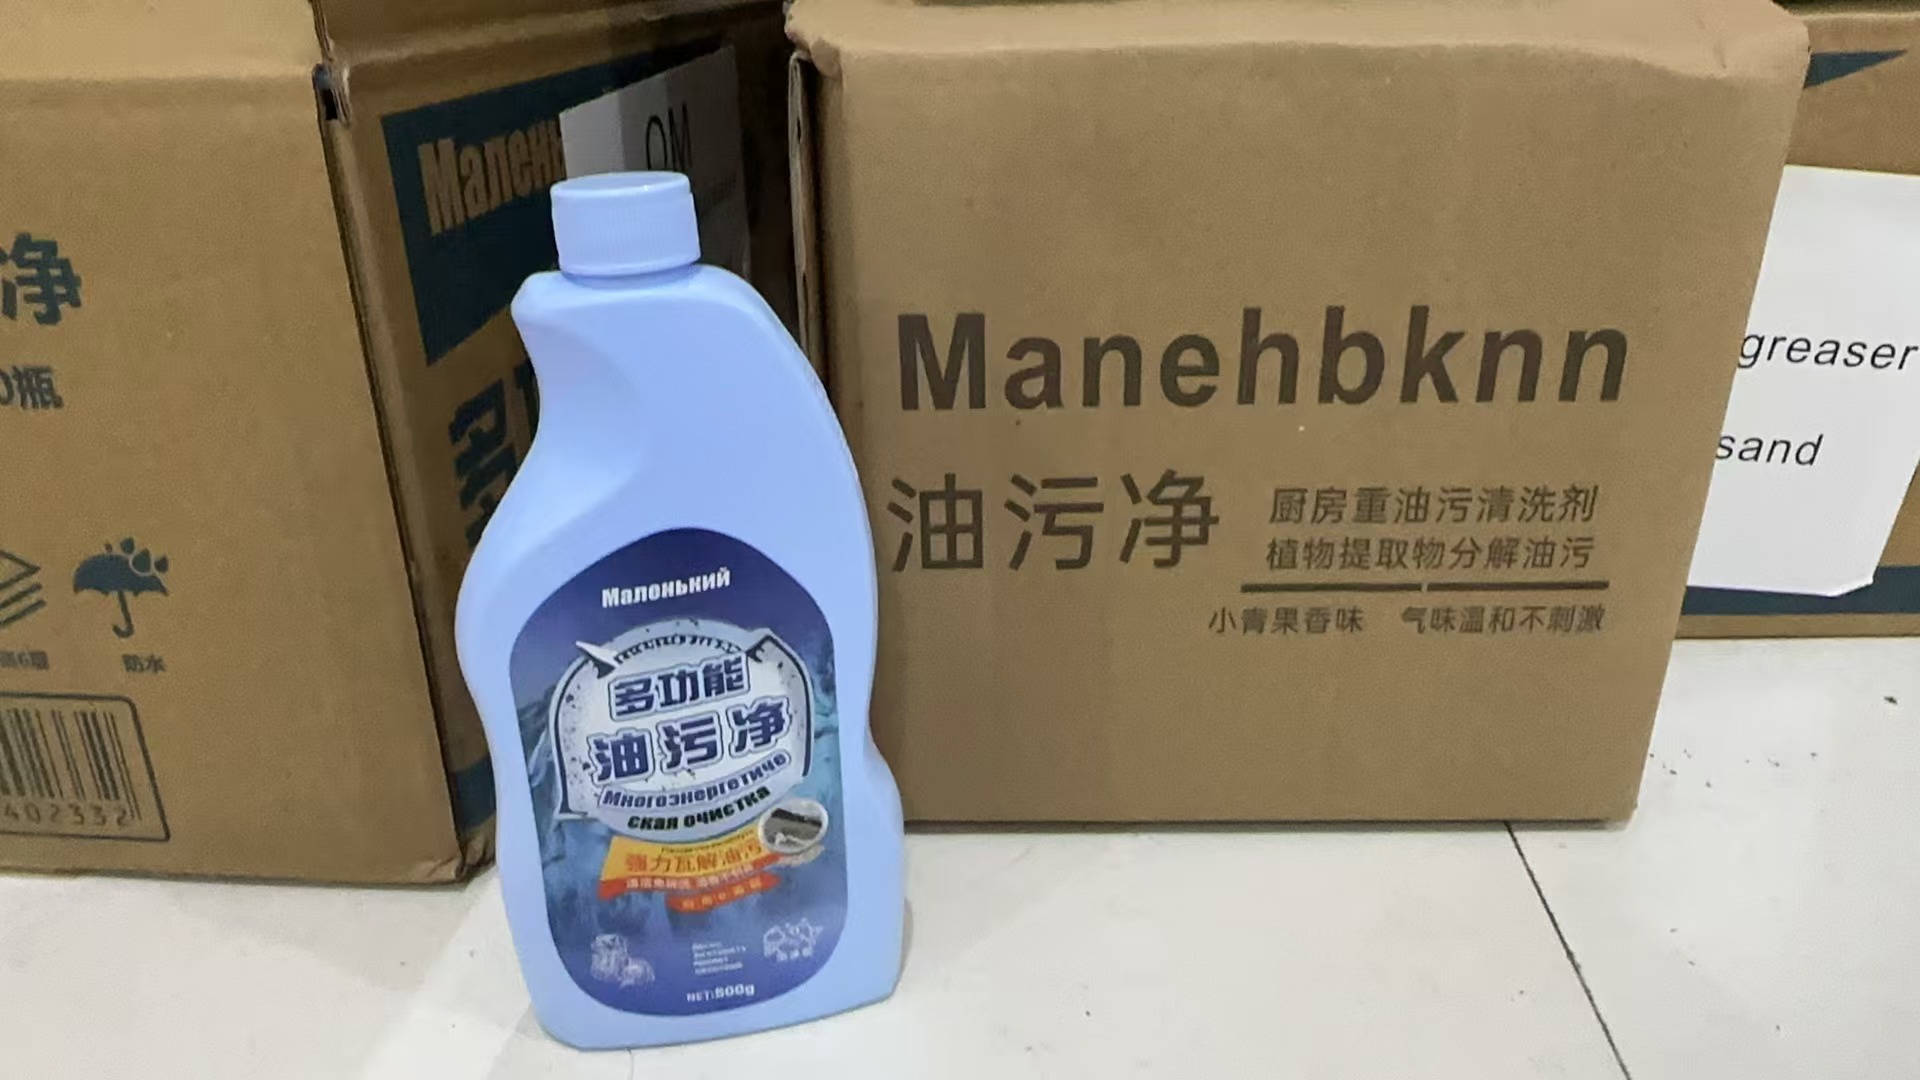 净
瓶
防水
402332
Мален
OM
Маленький
多功能
油污净
Многоэнергетиче
ская очистка
强力瓦解油污
NET:500g
Manehbknn
油污净
厨房重油污清洗剂
植物提取物分解油污
小青果香味 气味温和不刺激
greaser
sand